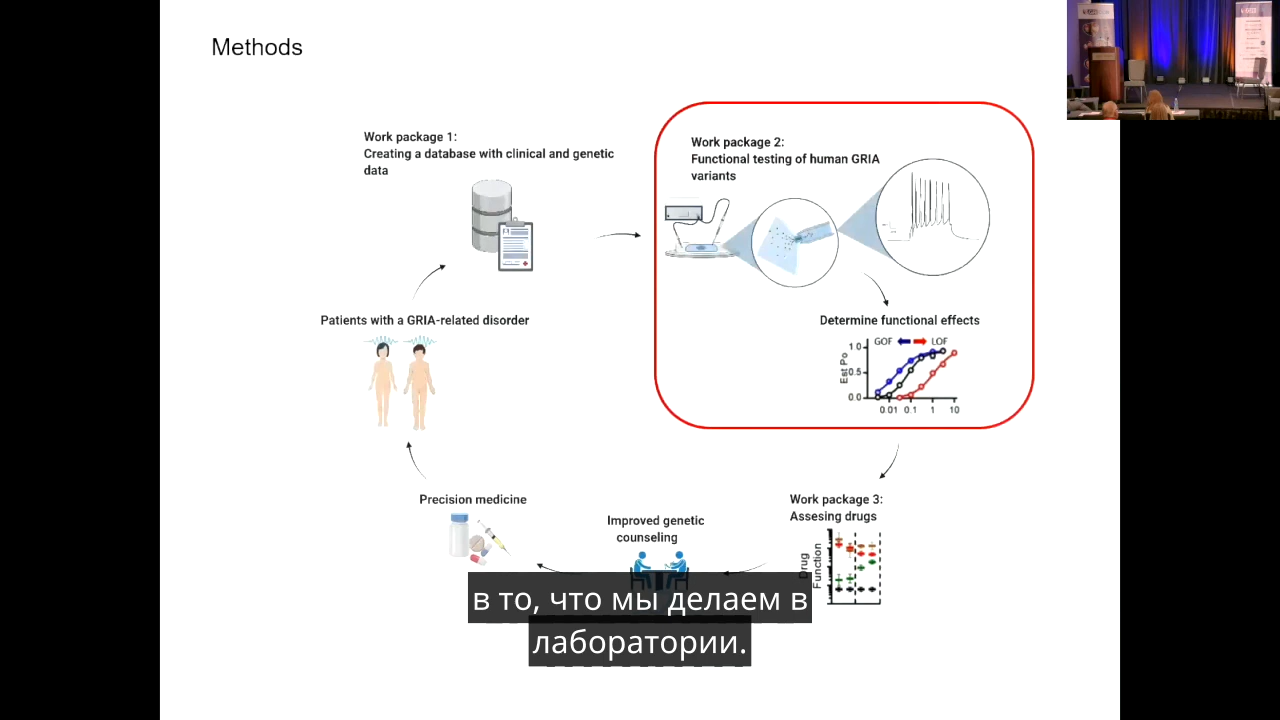 Methods
Work package 1:
Creating a database with clinical and genetic
data
Work package 2:
Functional testing of human GRIA
variants
Patients with a GRIA-related disorder
Determine functional effects
GOF
LOF
Est Po
1.0
0.5
0.0
0.01 0.1 1 10
Precision medicine
Improved genetic
counseling
Work package 3:
Assesing drugs
Drug
Function
в то, что мы делаем в
лаборатории.